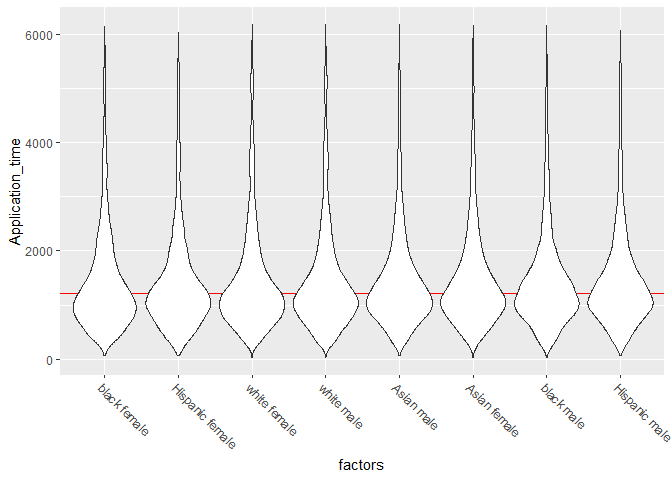 6000
4000
2000
0
Application_time
black female
Hispanic female
white female
white male
Asian male
Asian female
black male
Hispanic male
factors